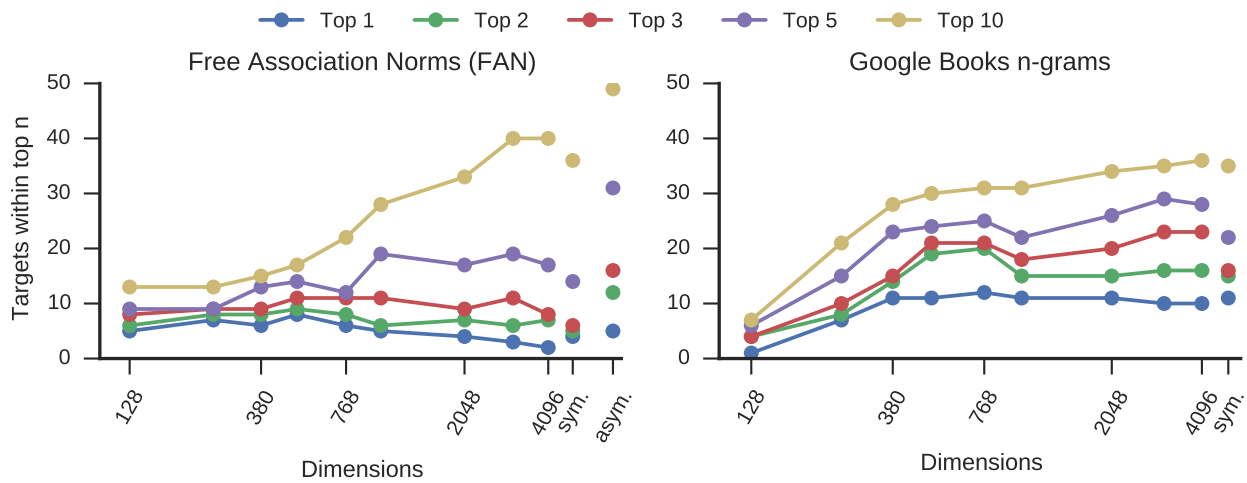 Top 1 Top 2 Top 3 Top 5 Top 10
Free Association Norms (FAN) Google Books n-grams
Targets within top n
50
40
30
20
10
0
128 380 768 2048 4096 sym. asym.
Dimensions
50
40
30
20
10
0
128 380 768 2048 4096 sym.
Dimensions